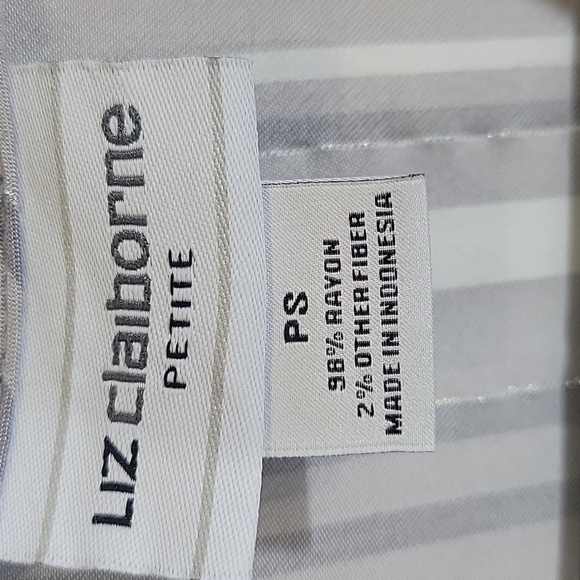 LIZ claiborne
PETITE
PS
98% RAYON
2% OTHER FIBER
MADE IN INDONESIA